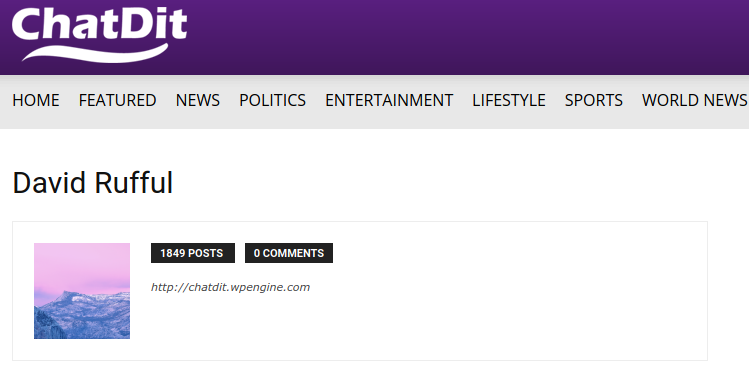 ChatDit
HOME FEATURED NEWS POLITICS ENTERTAINMENT LIFESTYLE SPORTS WORLD NEWS
David Rufful
1849 POSTS 0 COMMENTS
http://chatdit.wpengine.com